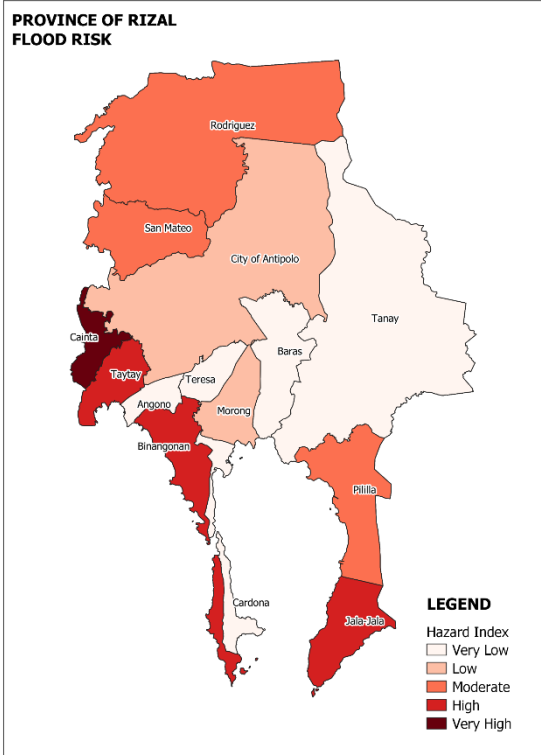 PROVINCE OF RIZAL
FLOOD RISK
Rodriguez
San Mateo
City of Antipolo
Tanay
Cainta
Baras
Taytay
Teresa
Angono
Morong
Binangonan
Pililla
Cardona
Jala-Jala
LEGEND
Hazard Index
Very Low
Low
Moderate
High
Very High